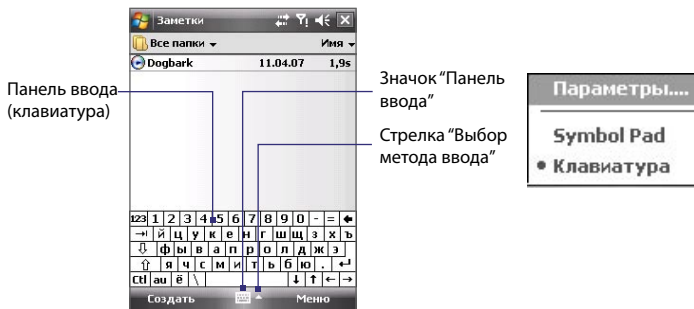 Заметки
Все папки Имя
Dogbark 11.04.07 1,9s
Панель ввода
(клавиатура)
Значок “Панель
ввода”
Стрелка “Выбор
метода ввода”
Параметры....
Symbol Pad
Клавиатура
123 1 2 3 4 5 6 7 8 9 0 - =
й ц у к е н г ш щ з х ъ
ф ы в а п р о л д ж э
я ч с м и т ь б ю .
Ctl au ё \
Создать Меню